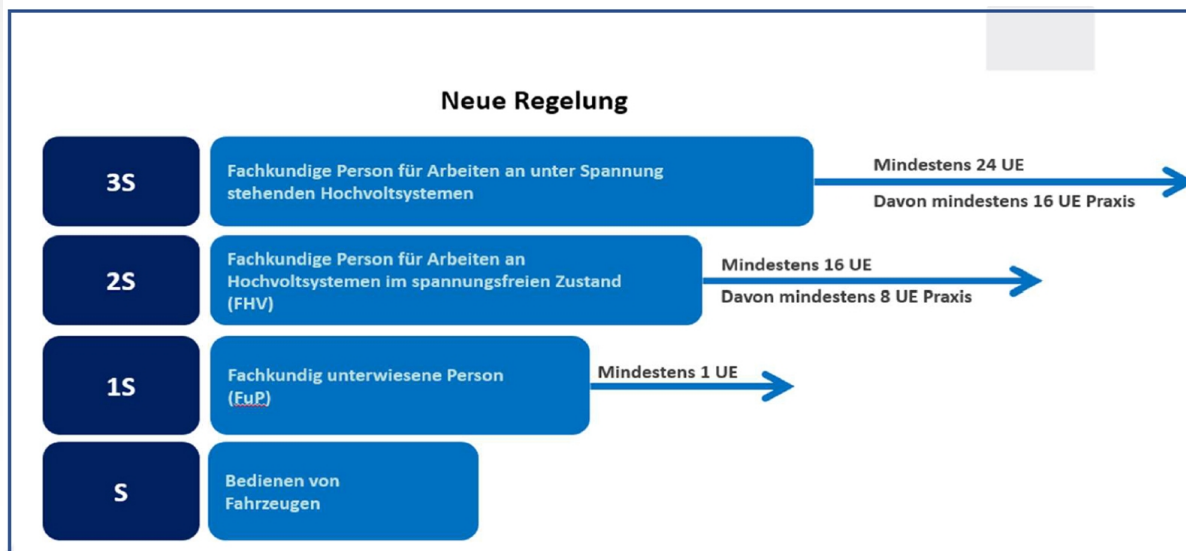 Neue Regelung
3S
Fachkundige Person für Arbeiten an unter Spannung
stehenden Hochvoltsystemen
Mindestens 24 UE
Davon mindestens 16 UE Praxis
2S
Fachkundige Person für Arbeiten an
Hochvoltsystemen im spannungsfreien Zustand
(FHV)
Mindestens 16 UE
Davon mindestens 8 UE Praxis
1S
Fachkundig unterwiesene Person
(FuP)
Mindestens 1 UE
S
Bedienen von
Fahrzeugen